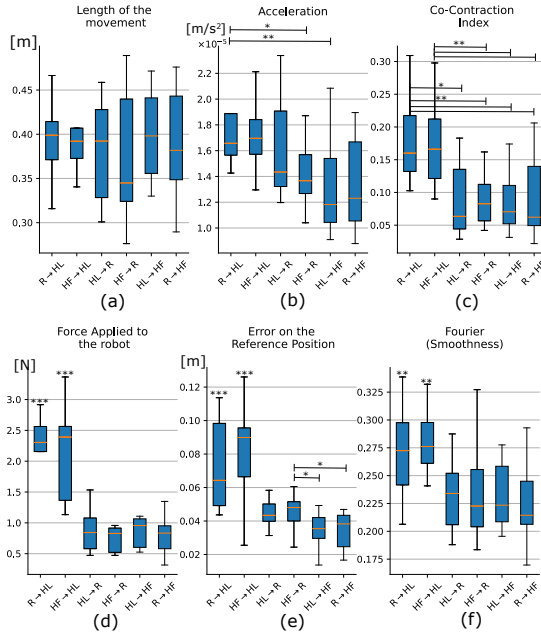 Length of the
movement
[m]
0.45
0.40
0.35
0.30
R→HL
HF→HL
HL→R
HF→R
HL→HF
R→HF
(a)
Acceleration
[m/s²]
×10⁻⁵
2.4
2.2
2.0
1.8
1.6
1.4
1.2
1.0
*
**
R→HL
HF→HL
HL→R
HF→R
HL→HF
R→HF
(b)
Co-Contraction
Index
0.30
0.25
0.20
0.15
0.10
0.05
**
*
**
R→HL
HF→HL
HL→R
HF→R
HL→HF
R→HF
(c)
Force Applied to
the robot
[N]
3.0
2.5
2.0
1.5
1.0
0.5
***
***
R→HL
HF→HL
HL→R
HF→R
HL→HF
R→HF
(d)
Error on the
Reference Position
[m]
0.12
0.10
0.08
0.06
0.04
0.02
***
***
*
*
R→HL
HF→HL
HL→R
HF→R
HL→HF
R→HF
(e)
Fourier
(Smoothness)
0.325
0.300
0.275
0.250
0.225
0.200
0.175
**
**
R→HL
HF→HL
HL→R
HF→R
HL→HF
R→HF
(f)